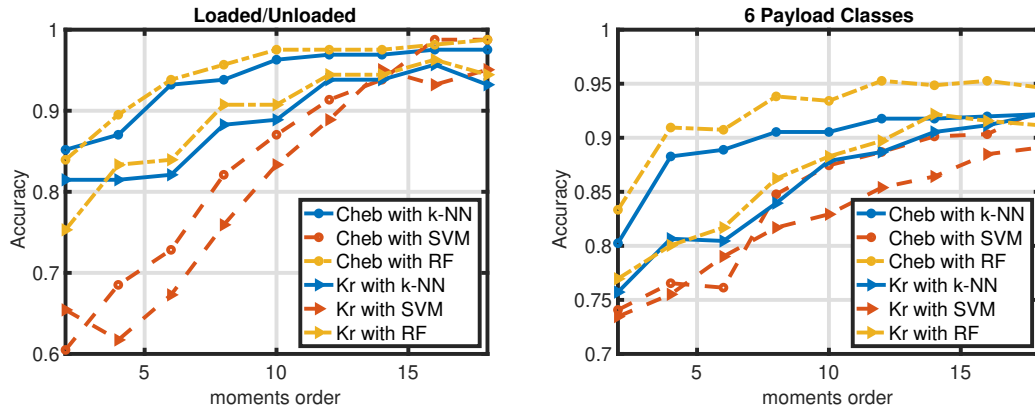 Loaded/Unloaded
1
0.9
0.8
0.7
0.6
Accuracy
5
10
15
moments order
Cheb with k-NN
Cheb with SVM
Cheb with RF
Kr with k-NN
Kr with SVM
Kr with RF
6 Payload Classes
1
0.95
0.9
0.85
0.8
0.75
0.7
Accuracy
5
10
15
moments order
Cheb with k-NN
Cheb with SVM
Cheb with RF
Kr with k-NN
Kr with SVM
Kr with RF